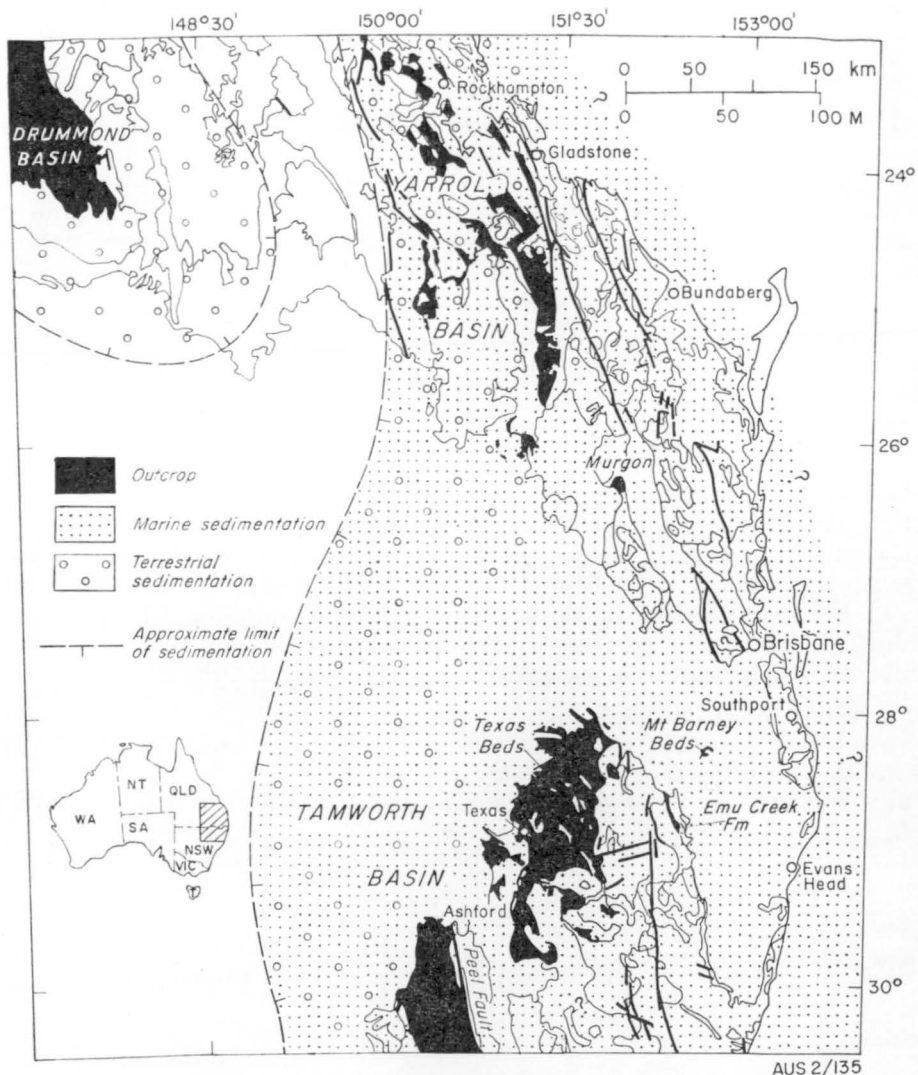 148°30'
150°00'
151°30'
153°00'
0 50 150 km
0 50 100 M
Rockhampton
?
DRUMMOND
BASIN
Gladstone
24°
YARROL
Bundaberg
BASIN
26°
Murgon
?
Outcrop
Marine sedimentation
Terrestrial
sedimentation
Approximate limit
of sedimentation
Brisbane
Southport
28°
Texas
Beds
Mt Barney
Beds
?
NT
QLD
WA
SA
NSW
VIC
TAMWORTH
Texas
Emu Creek
Fm
BASIN
Evans
Head
Ashford
Peel Fault
30°
AUS 2/135